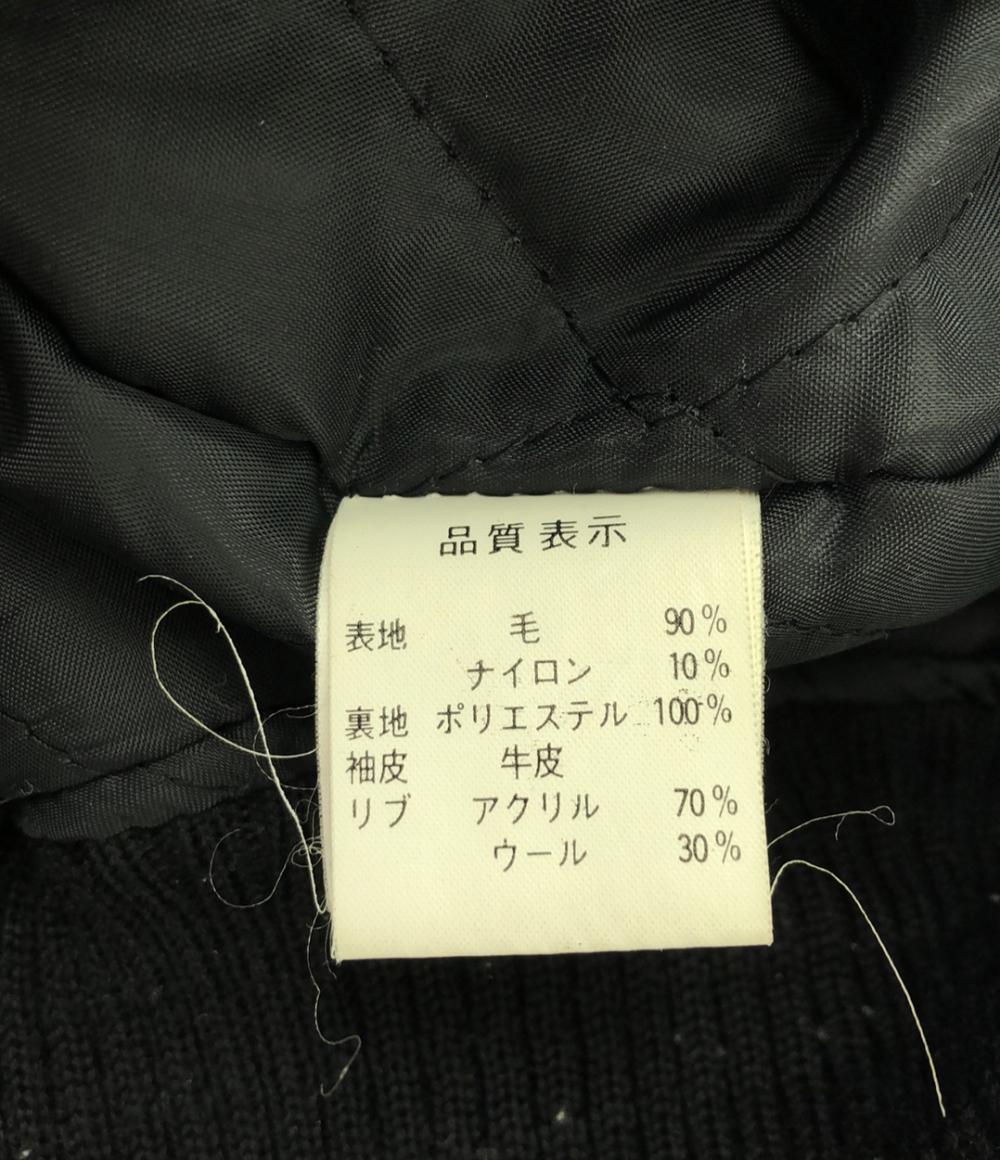 品質表示
表地 毛 90%
ナイロン 10%
裏地 ポリエステル 100%
袖皮 牛皮
リブ アクリル 70%
ウール 30%